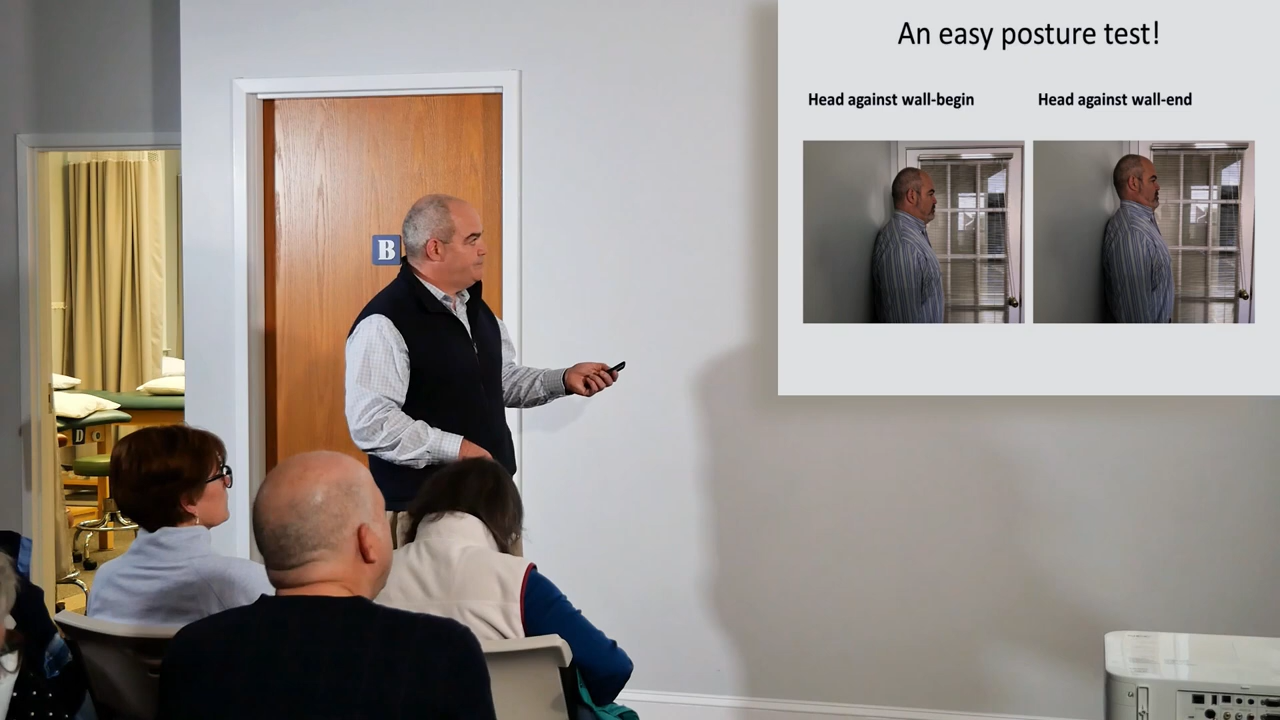 An easy posture test!
Head against wall-begin
Head against wall-end
B
D